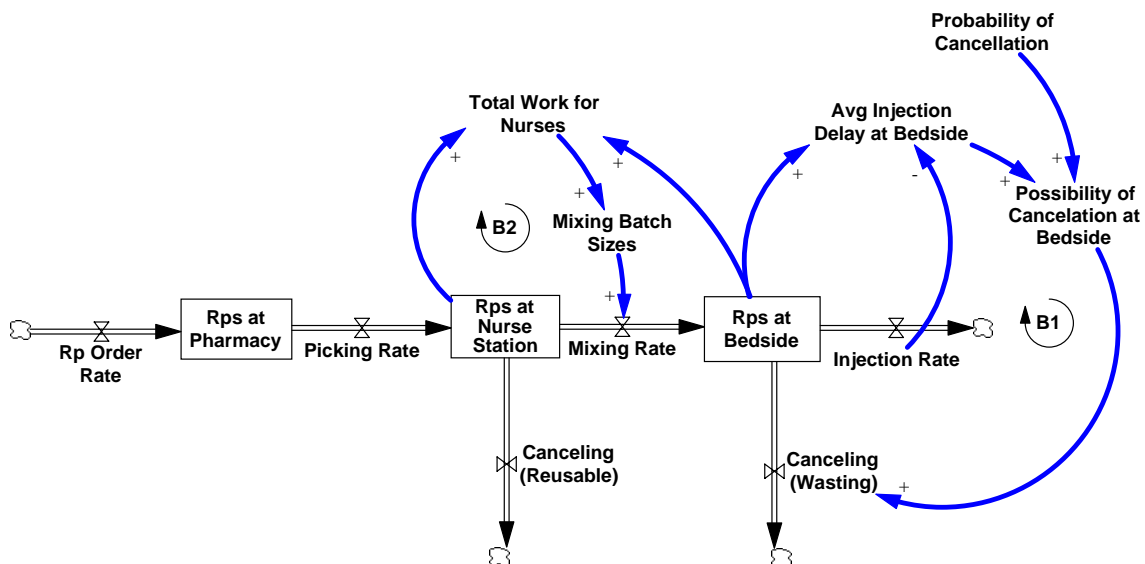 Probability of
Cancellation
Total Work for
Nurses
Avg Injection
Delay at Bedside
+
+
+
+
-
+
+
Possibility of
Cancelation at
Bedside
+
B2
Mixing Batch
Sizes
+
Rps at
Pharmacy
Rps at
Nurse
Station
Rps at
Bedside
B1
Rp Order
Rate
Picking Rate
Mixing Rate
Injection Rate
Canceling
(Reusable)
Canceling
(Wasting)
+